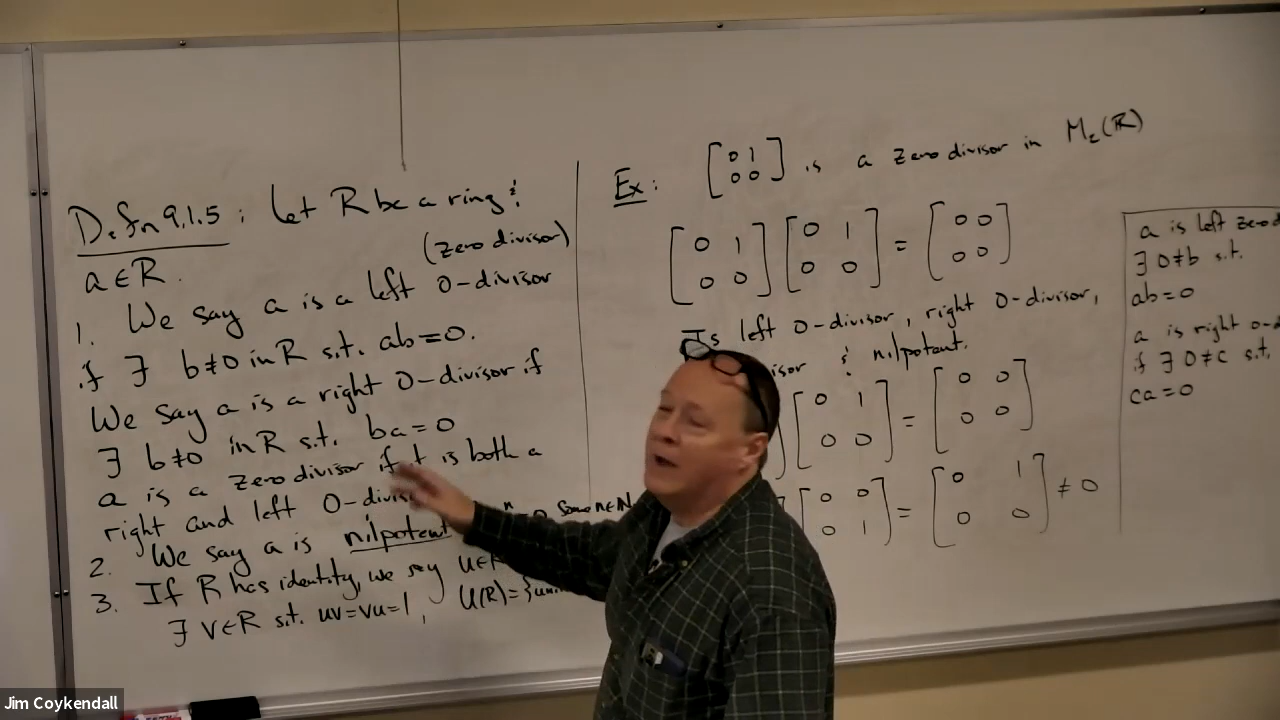 Defn 9.1.5: Let R be a ring &
a ∈ R.
(zero divisor)
1. We say a is a left 0-divisor
if ∃ b≠0 in R s.t. ab=0.
We say a is a right 0-divisor if
∃ b≠0 in R s.t. ba=0
a is a zero divisor if it is both a
right and left 0-divis
2. We say a is nilpotent n =0 some n∈N
3. If R has identity, we say u∈R
∃ v∈R s.t. uv=vu=1, U(R)={uni
Ex: [0 1
0 0] is a zero divisor in M₂(R)
[0 1
0 0] [0 1
0 0] = [0 0
0 0]
Is left 0-divisor, right 0-divisor,
isor & nilpotent.
] [0 1
0 0] = [0 0
0 0]
] [0 0
0 1] = [0 1
0 0] ≠ 0
a is left zero d
∃ 0≠b s.t.
ab=0
a is right 0-d
if ∃ 0≠c s.t.
ca=0
Jim Coykendall